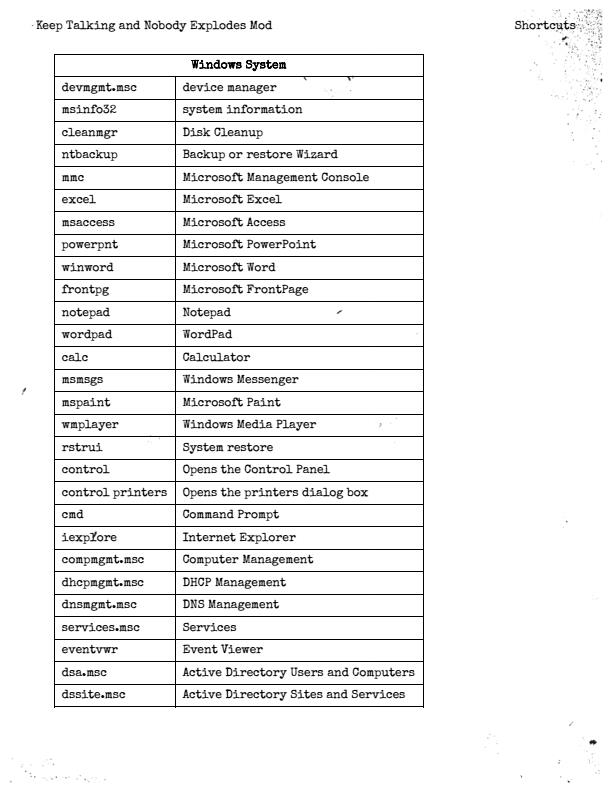 Keep Talking and Nobody Explodes Mod Shortcuts
Windows System
devmgmt.msc device manager
msinfo32 system information
cleanmgr Disk Cleanup
ntbackup Backup or restore Wizard
mmc Microsoft Management Console
excel Microsoft Excel
msaccess Microsoft Access
powerpnt Microsoft PowerPoint
winword Microsoft Word
frontpg Microsoft FrontPage
notepad Notepad
wordpad WordPad
calc Calculator
msmsgs Windows Messenger
mspaint Microsoft Paint
wmplayer Windows Media Player
rstrui System restore
control Opens the Control Panel
control printers Opens the printers dialog box
cmd Command Prompt
iexplore Internet Explorer
compmgmt.msc Computer Management
dhcpmgmt.msc DHCP Management
dnsmgmt.msc DNS Management
services.msc Services
eventvwr Event Viewer
dsa.msc Active Directory Users and Computers
dssite.msc Active Directory Sites and Services